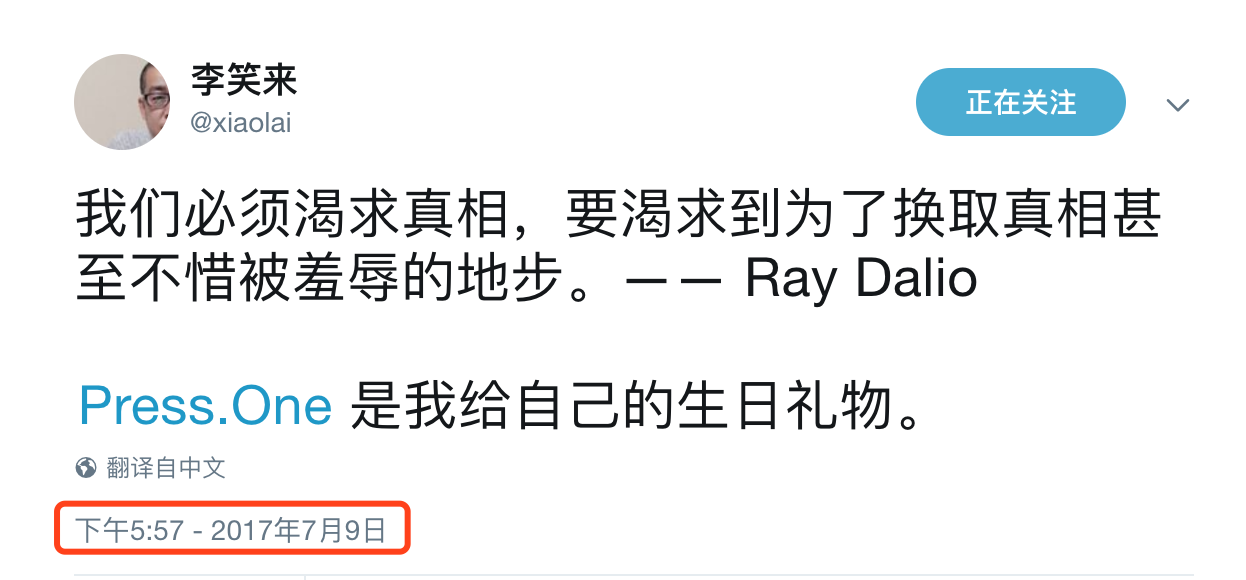 李笑来
@xiaolai
正在关注
我们必须渴求真相，要渴求到为了换取真相甚
至不惜被羞辱的地步。—— Ray Dalio
Press.One 是我给自己的生日礼物。
翻译自中文
下午5:57 - 2017年7月9日